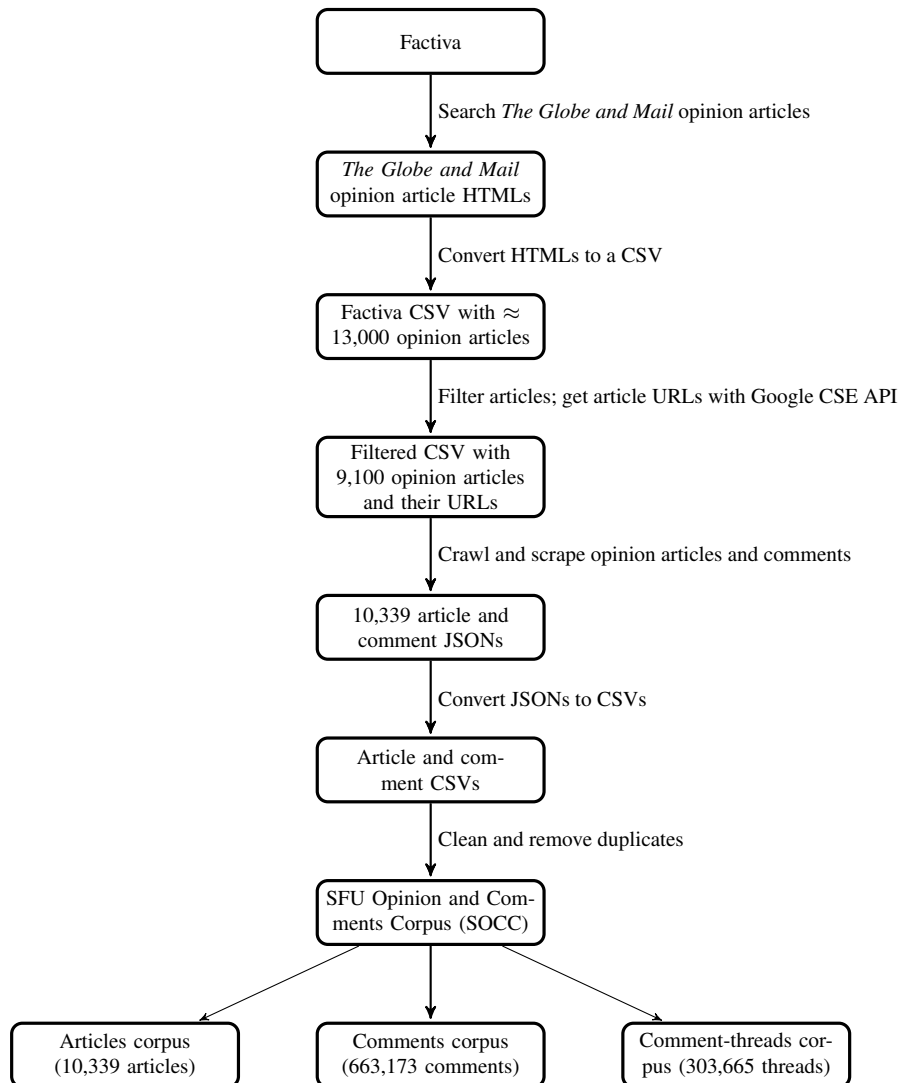 Factiva
Search The Globe and Mail opinion articles
The Globe and Mail
opinion article HTMLs
Convert HTMLs to a CSV
Factiva CSV with ≈
13,000 opinion articles
Filter articles; get article URLs with Google CSE API
Filtered CSV with
9,100 opinion articles
and their URLs
Crawl and scrape opinion articles and comments
10,339 article and
comment JSONs
Convert JSONs to CSVs
Article and com-
ment CSVs
Clean and remove duplicates
SFU Opinion and Com-
ments Corpus (SOCC)
Articles corpus
(10,339 articles)
Comments corpus
(663,173 comments)
Comment-threads cor-
pus (303,665 threads)